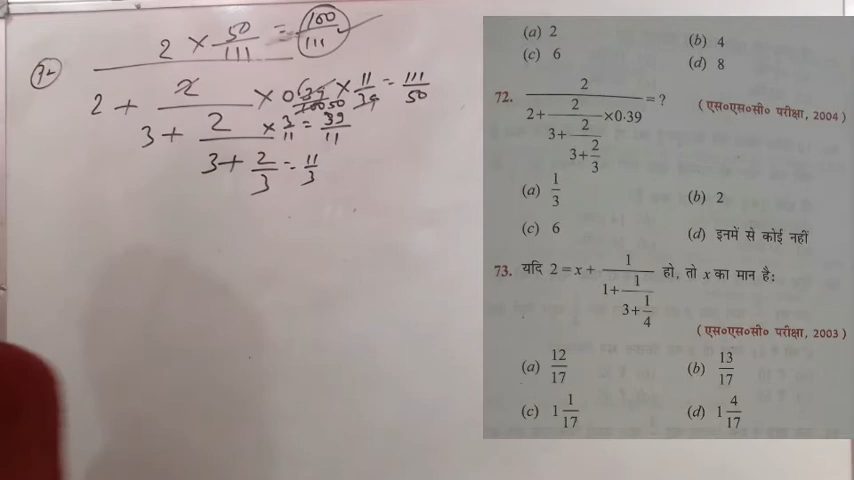 72
2 × 50/111 = 100/111
2 + 2 × 0.39/100 50 × 11/39 = 111/50
3 + 2 × 3/11 = 39/11
3 + 2/3 = 11/3
(a) 2 (b) 4
(c) 6 (d) 8
72. 2/(2+2/(3+2/(3+2/3))×0·39) = ?
(एस०एस०सी० परीक्षा, 2004)
(a) 1/3 (b) 2
(c) 6 (d) इनमें से कोई नहीं
73. यदि 2 = x + 1/(1+1/(3+1/4)) हो, तो x का मान है:
(एस०एस०सी० परीक्षा, 2003)
(a) 12/17 (b) 13/17
(c) 1 1/17 (d) 1 4/17